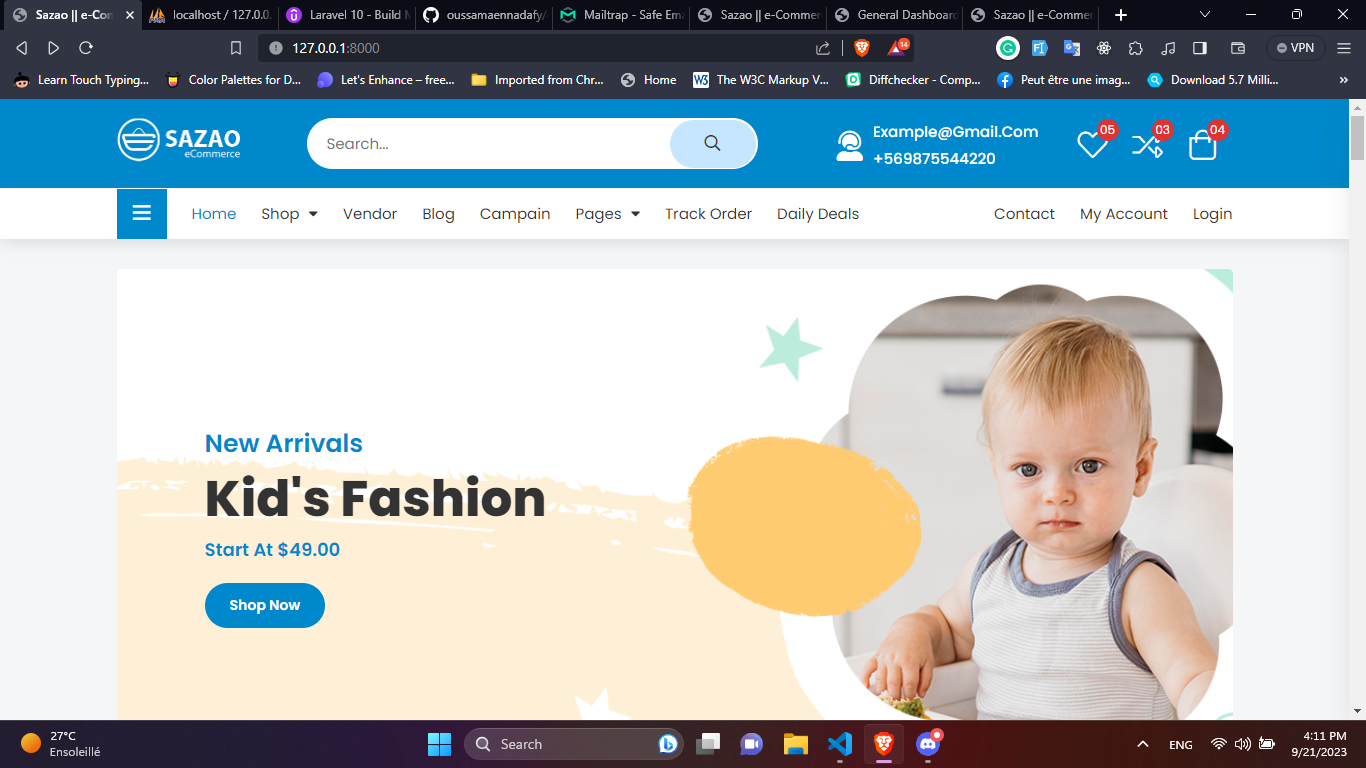 Sazao || e-Con
localhost / 127.0.0.
Laravel 10 - Build M
oussamaennadafy/
Mailtrap - Safe Ema
Sazao || e-Commer
General Dashboard
Sazao || e-Commer
127.0.0.1:8000
14
VPN
Learn Touch Typing...
Color Palettes for D...
Let's Enhance – free...
Imported from Chr...
Home
The W3C Markup V...
Diffchecker - Comp...
Peut être une imag...
Download 5.7 Milli...
SAZAO
eCommerce
Search...
Example@Gmail.Com
+569875544220
05
03
04
Home
Shop
Vendor
Blog
Campain
Pages
Track Order
Daily Deals
Contact
My Account
Login
New Arrivals
Kid's Fashion
Start At $49.00
Shop Now
27°C
Ensoleillé
Search
ENG
4:11 PM
9/21/2023